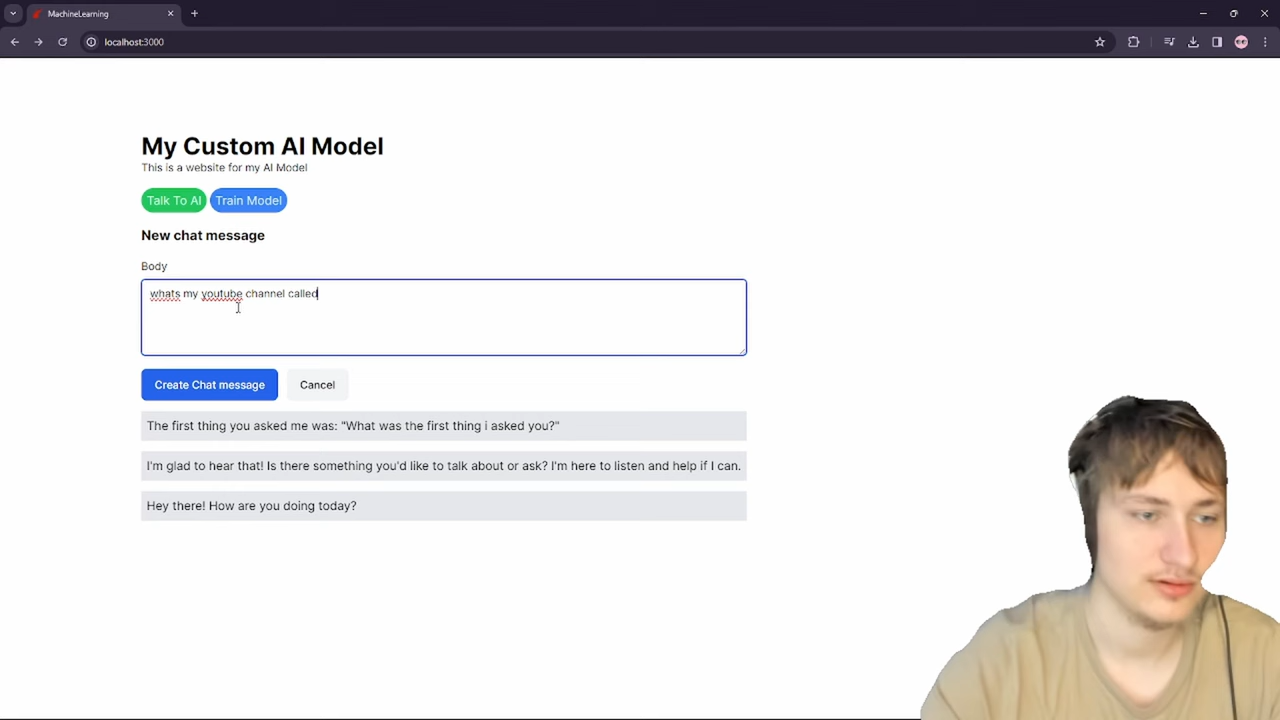 MachineLearning
localhost:3000
My Custom AI Model
This is a website for my AI Model
Talk To AI Train Model
New chat message
Body
whats my youtube channel called
Create Chat message Cancel
The first thing you asked me was: "What was the first thing i asked you?"
I'm glad to hear that! Is there something you'd like to talk about or ask? I'm here to listen and help if I can.
Hey there! How are you doing today?